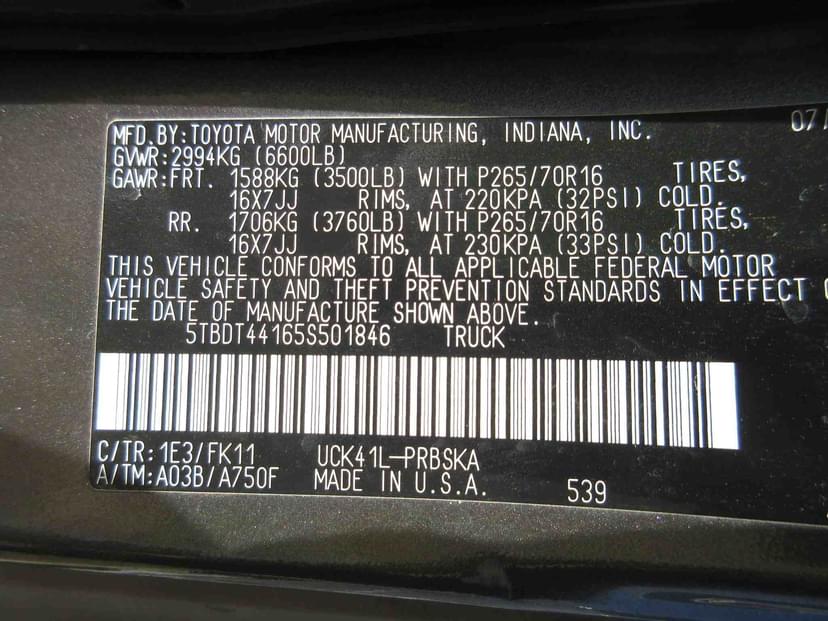 MFD.BY:TOYOTA MOTOR MANUFACTURING, INDIANA, INC. 07/
GVWR:2994KG (6600LB)
GAWR:FRT. 1588KG (3500LB) WITH P265/70R16 TIRES,
16X7JJ RIMS, AT 220KPA (32PSI) COLD.
RR. 1706KG (3760LB) WITH P265/70R16 TIRES,
16X7JJ RIMS, AT 230KPA (33PSI) COLD.
THIS VEHICLE CONFORMS TO ALL APPLICABLE FEDERAL MOTOR
VEHICLE SAFETY AND THEFT PREVENTION STANDARDS IN EFFECT
THE DATE OF MANUFACTURE SHOWN ABOVE.
5TBDT44165S501846 TRUCK
C/TR:1E3/FK11 UCK41L-PRBSKA
A/TM:A03B/A750F MADE IN U.S.A. 539